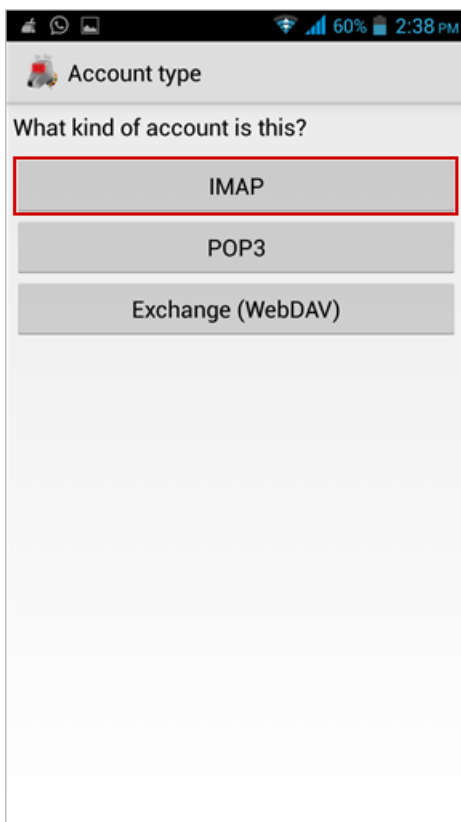 60% 2:38 PM
Account type
What kind of account is this?
IMAP
POP3
Exchange (WebDAV)